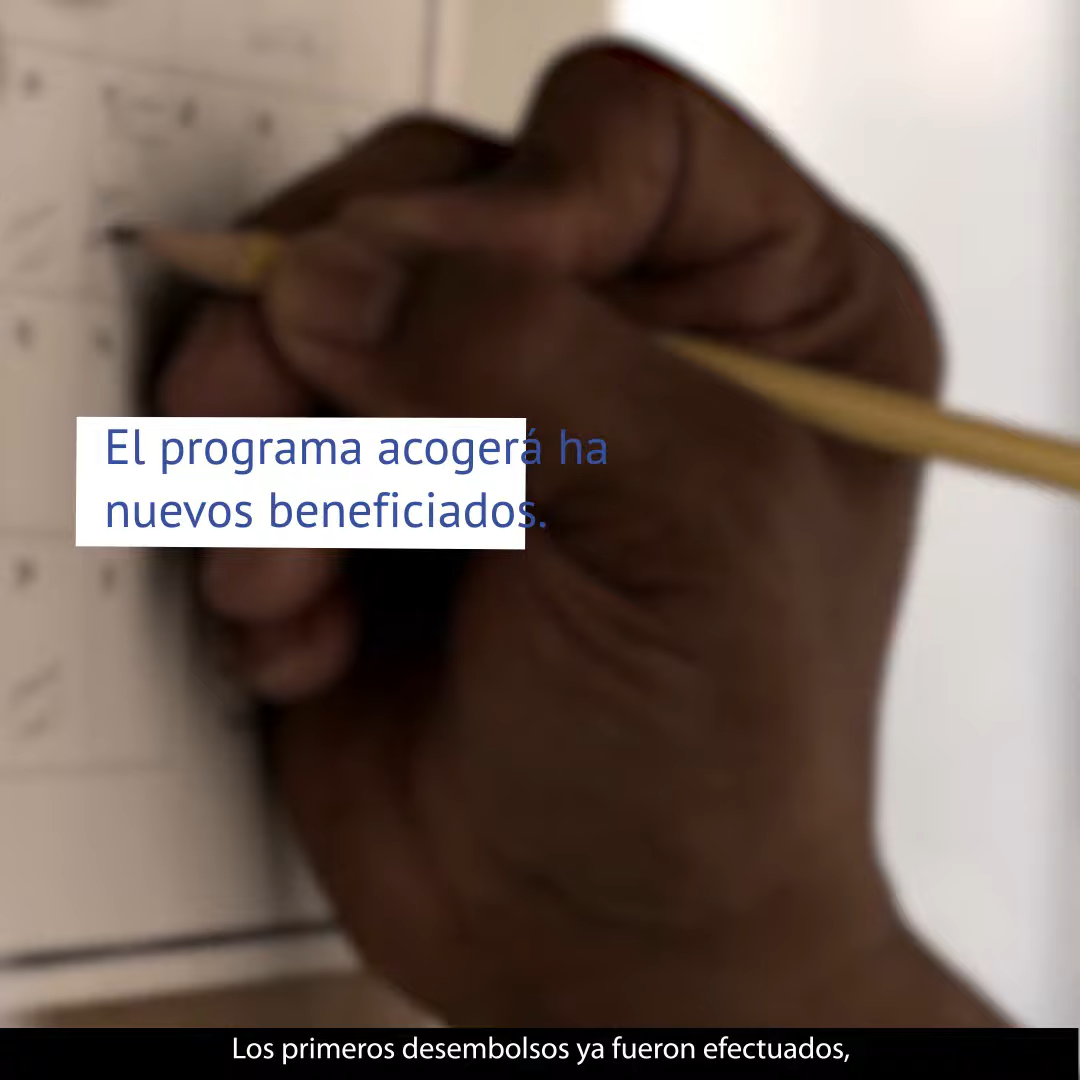 El programa acogerá ha
nuevos beneficiados.
Los primeros desembolsos ya fueron efectuados,